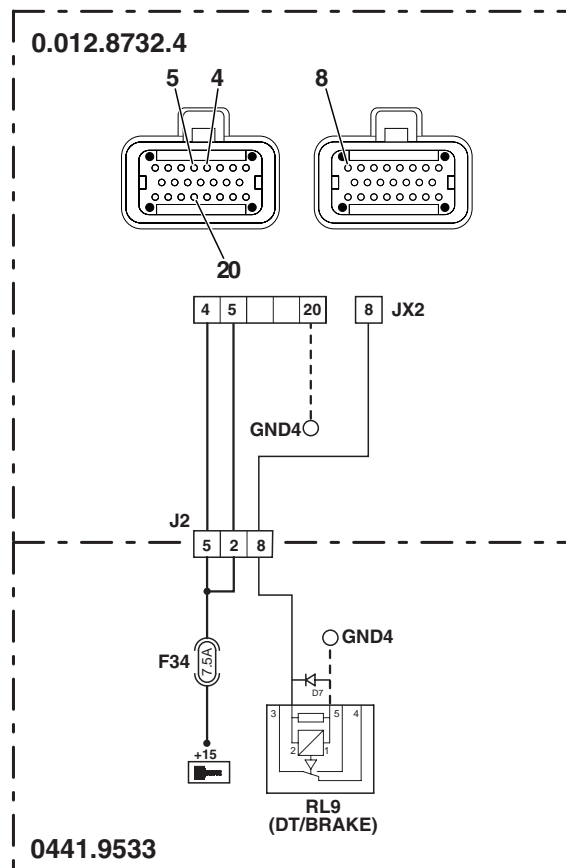 0.012.8732.4
5 4 8
20
4 5 20 8 JX2
GND4
J2
5 2 8
GND4
F34 7.5A
D7
3 5 4
2 1
+15
RL9
(DT/BRAKE)
0441.9533